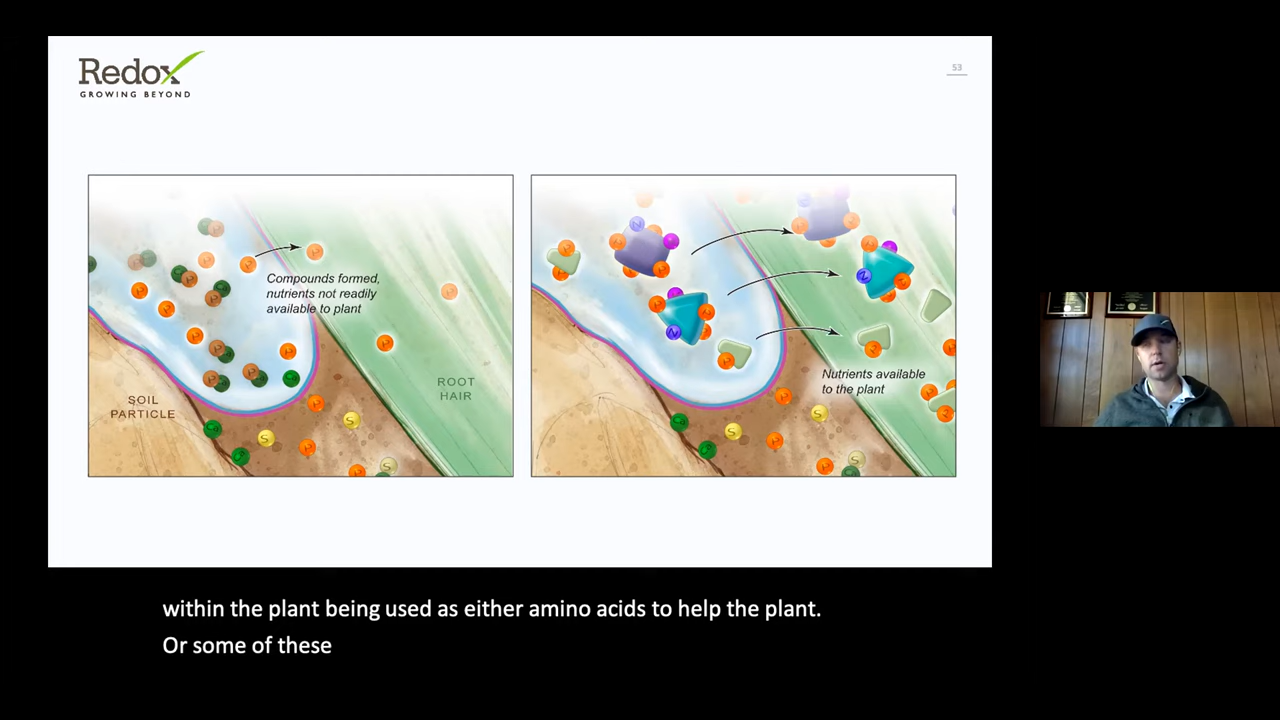 Redox
GROWING BEYOND
53
Compounds formed,
nutrients not readily
available to plant
SOIL
PARTICLE
ROOT
HAIR
Nutrients available
to the plant
within the plant being used as either amino acids to help the plant.
Or some of these